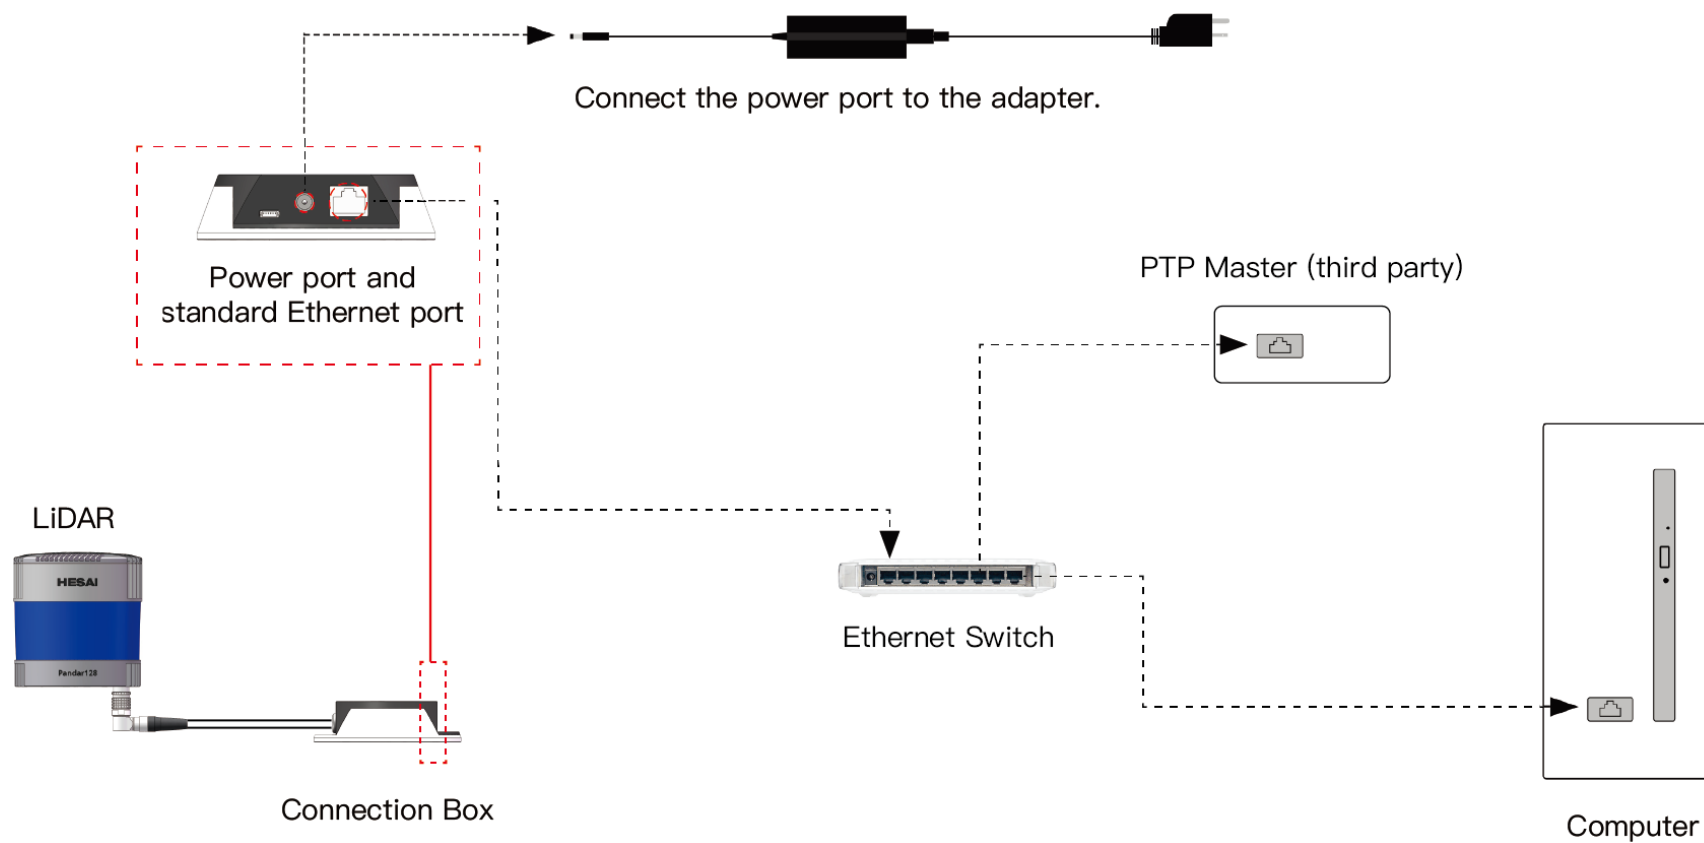 Connect the power port to the adapter.
Power port and
standard Ethernet port
PTP Master (third party)
LiDAR
HESAI
Pandar128
Ethernet Switch
Connection Box
Computer